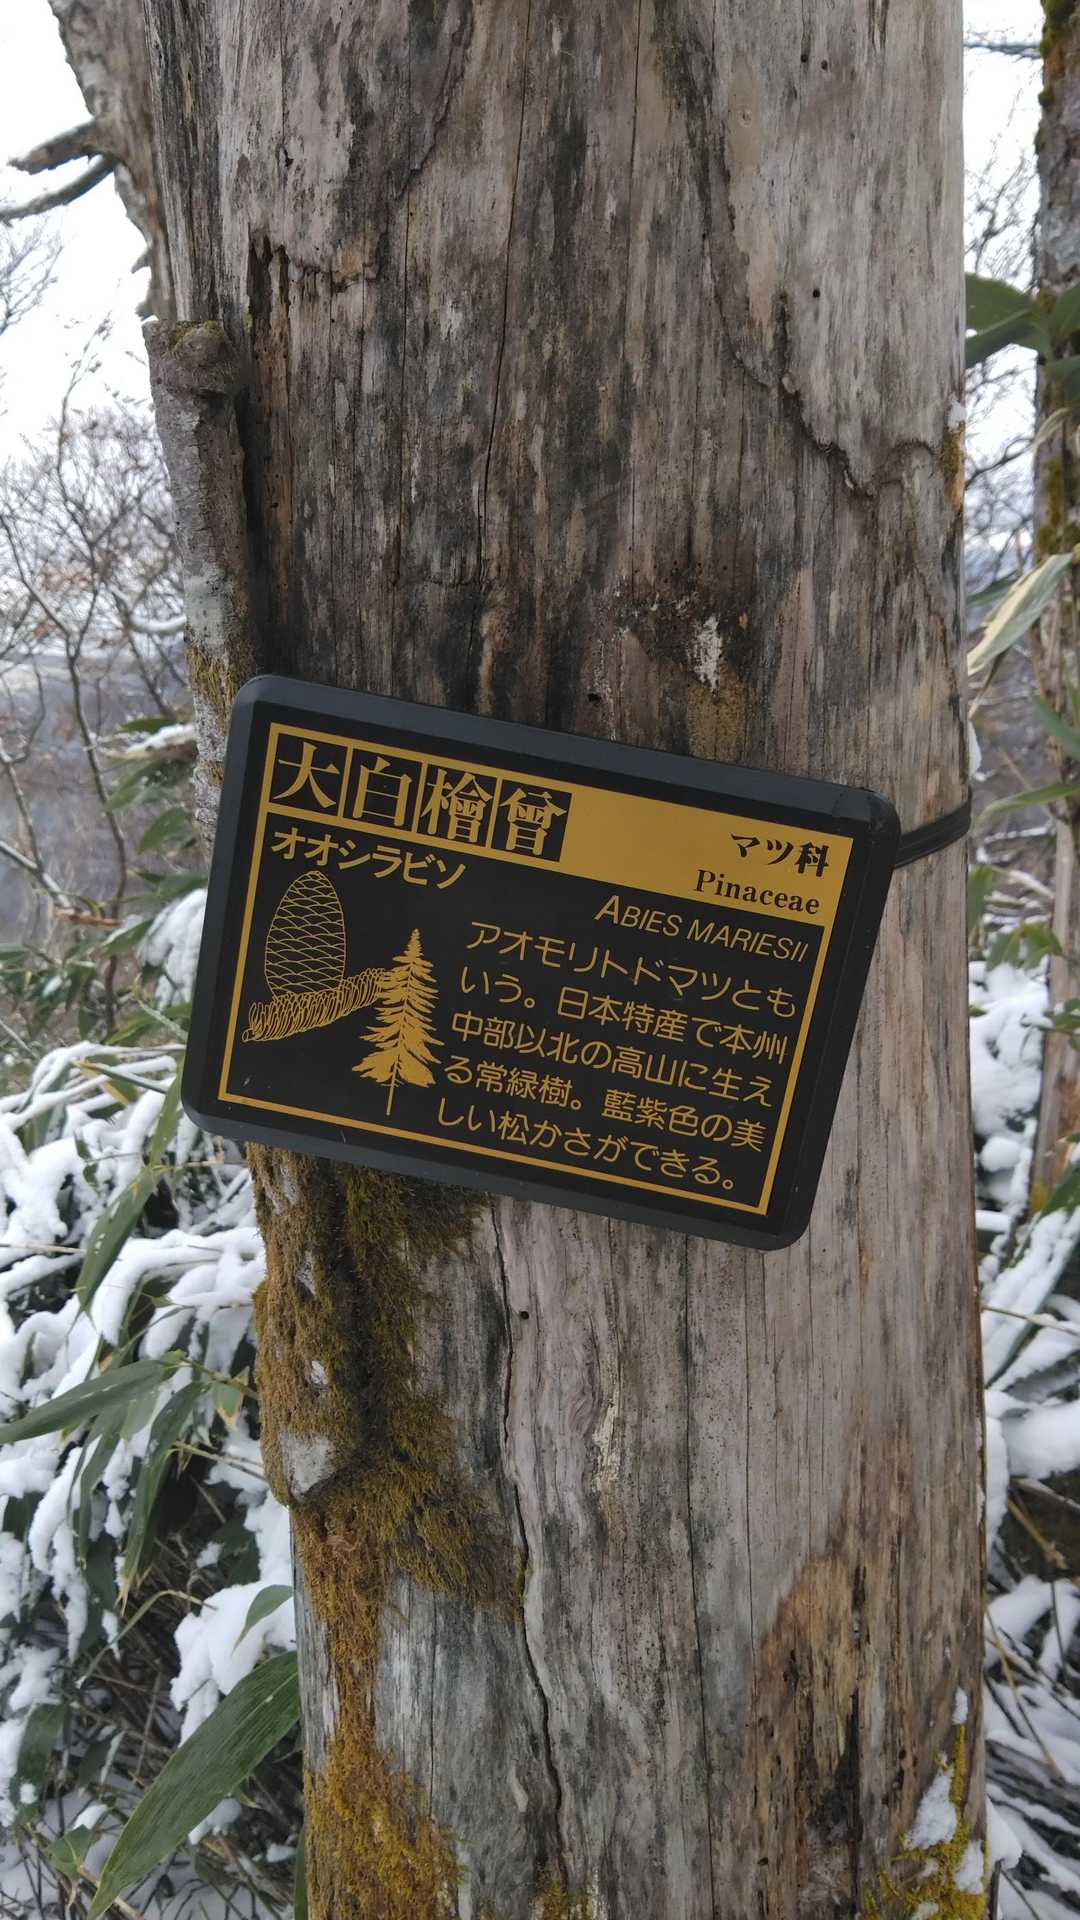 大白檜曾
オオシラビソ
マツ科
Pinaceae
ABIES MARIESII
アオモリトドマツとも
いう。日本特産で本州
中部以北の高山に生え
る常緑樹。藍紫色の美
しい松かさができる。